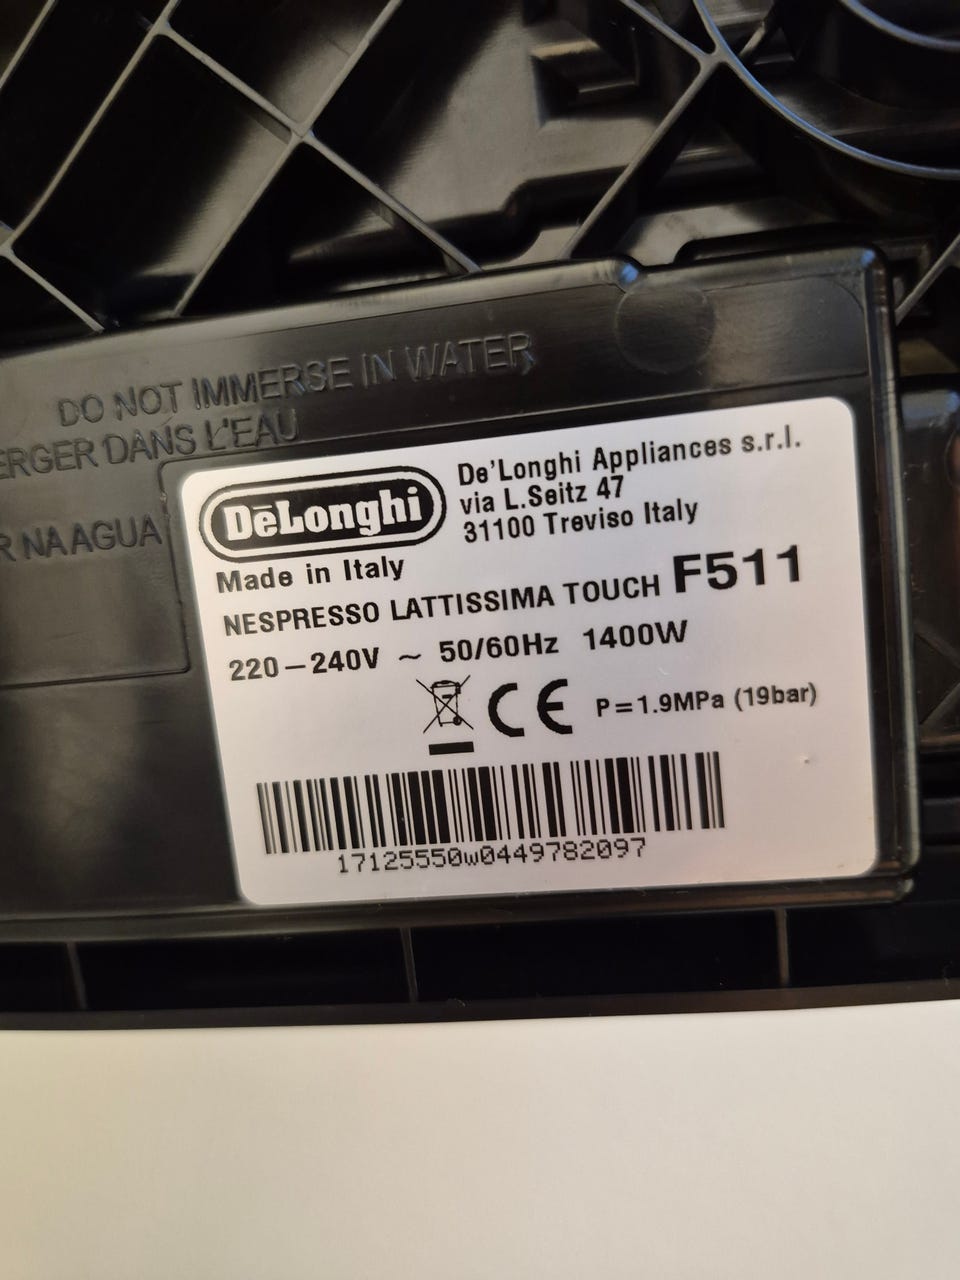 DO NOT IMMERSE IN WATER
ERGER DANS L'EAU
R NA AGUA
DēLonghi
De'Longhi Appliances s.r.l.
via L.Seitz 47
31100 Treviso Italy
Made in Italy
NESPRESSO LATTISSIMA TOUCH F511
220–240V ~ 50/60Hz 1400W
CE P=1.9MPa (19bar)
17125550w0449782097